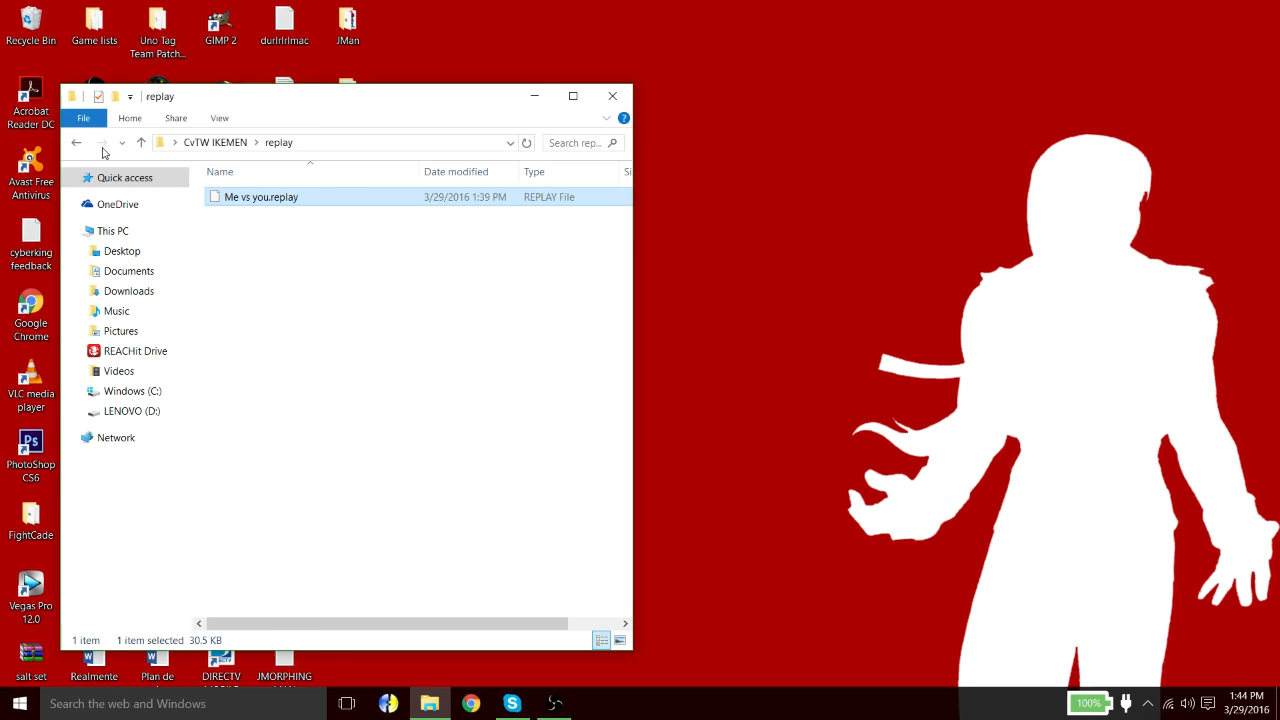 Recycle Bin
Game lists
Uno Tag
Team Patch...
GIMP 2
durlrlrlmac
JMan
Acrobat
Reader DC
Avast Free
Antivirus
cyberking
feedback
Google
Chrome
VLC media
player
PhotoShop
CS6
FightCade
Vegas Pro
12.0
salt set
replay
File
Home
Share
View
CvTW IKEMEN
replay
Search rep...
Name
Date modified
Type
Si
Me vs you.replay
3/29/2016 1:39 PM
REPLAY File
Quick access
OneDrive
This PC
Desktop
Documents
Downloads
Music
Pictures
REACHit Drive
Videos
Windows (C:)
LENOVO (D:)
Network
1 item
1 item selected
30.5 KB
Realmente
Plan de
DIRECTV
JMORPHING
Search the web and Windows
100%
1:44 PM
3/29/2016